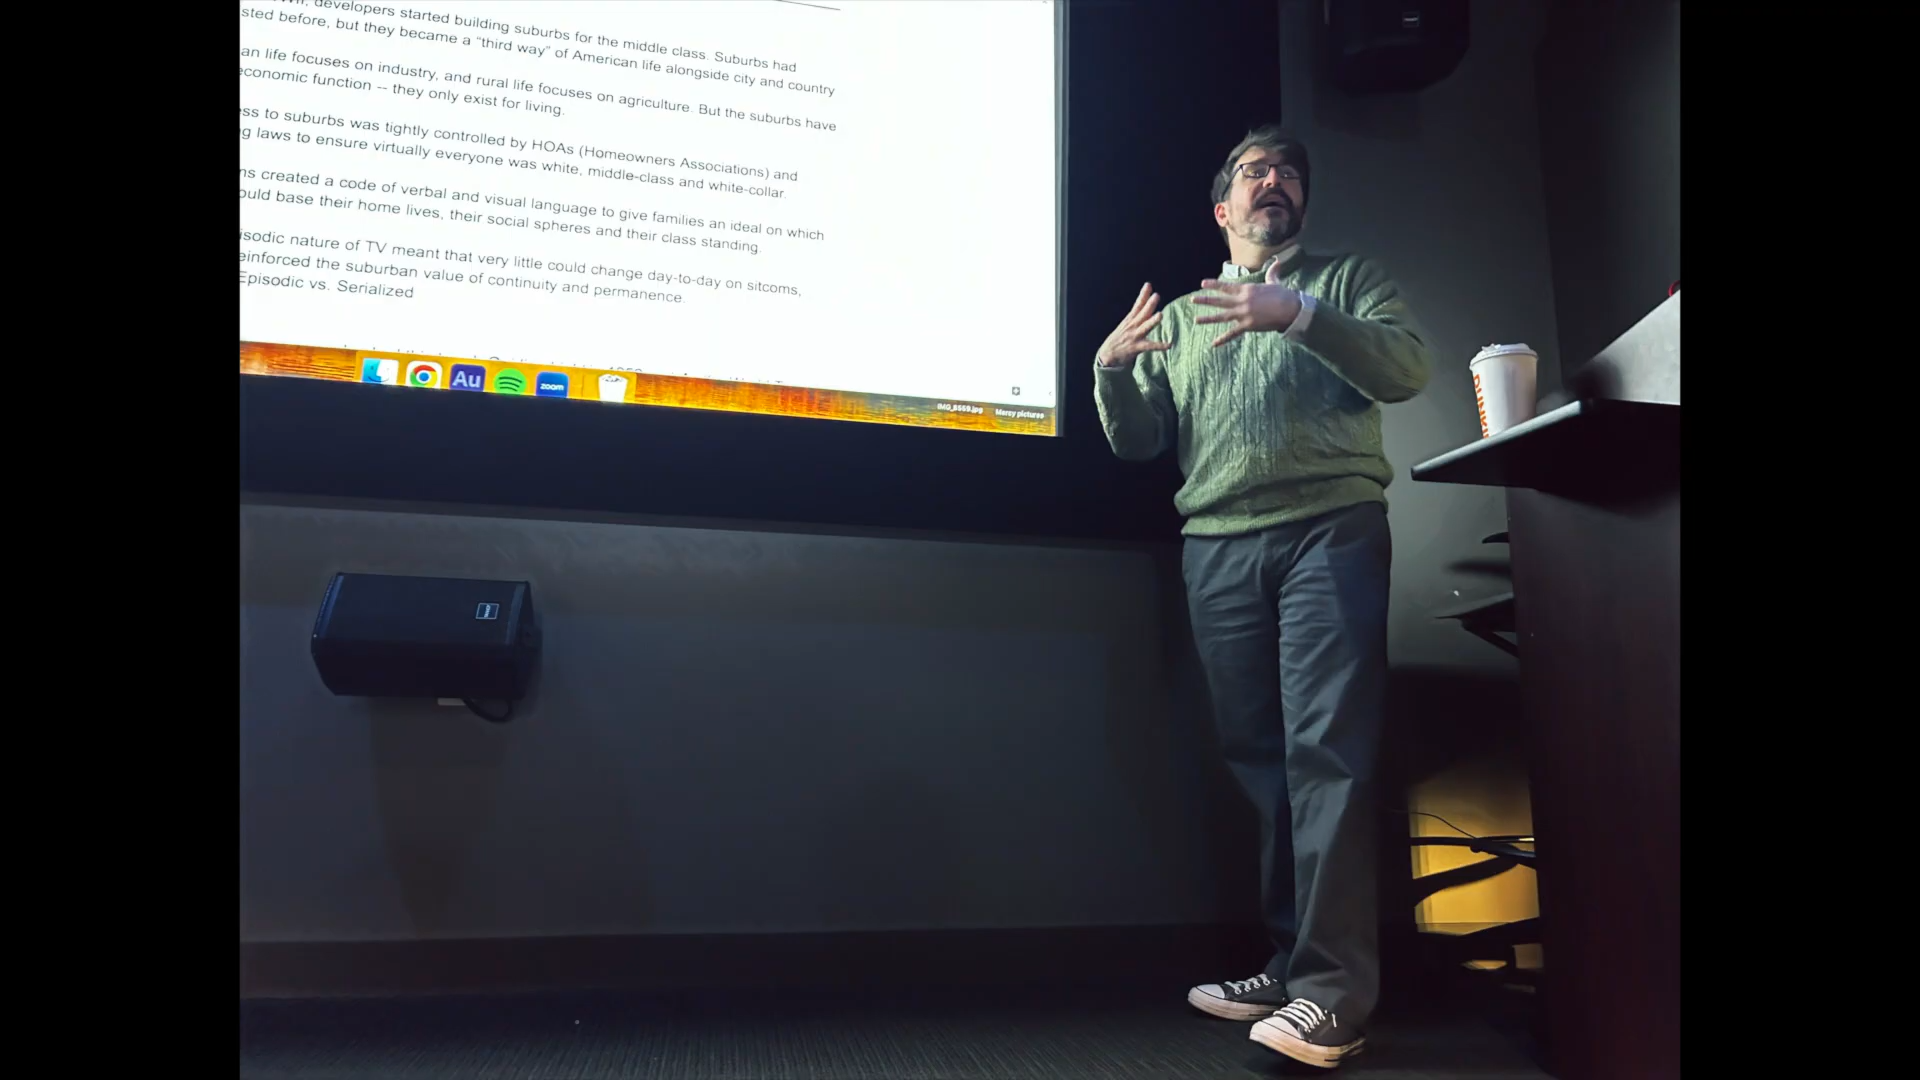 developers started building suburbs for the middle class. Suburbs had
sted before, but they became a "third way" of American life alongside city and country
an life focuses on industry, and rural life focuses on agriculture. But the suburbs have
economic function -- they only exist for living.
ss to suburbs was tightly controlled by HOAs (Homeowners Associations) and
g laws to ensure virtually everyone was white, middle-class and white-collar.
ns created a code of verbal and visual language to give families an ideal on which
ould base their home lives, their social spheres and their class standing.
isodic nature of TV meant that very little could change day-to-day on sitcoms,
einforced the suburban value of continuity and permanence.
Episodic vs. Serialized
Au
zoom
IMG_8669.jpg Mercy pictures
DUNKI